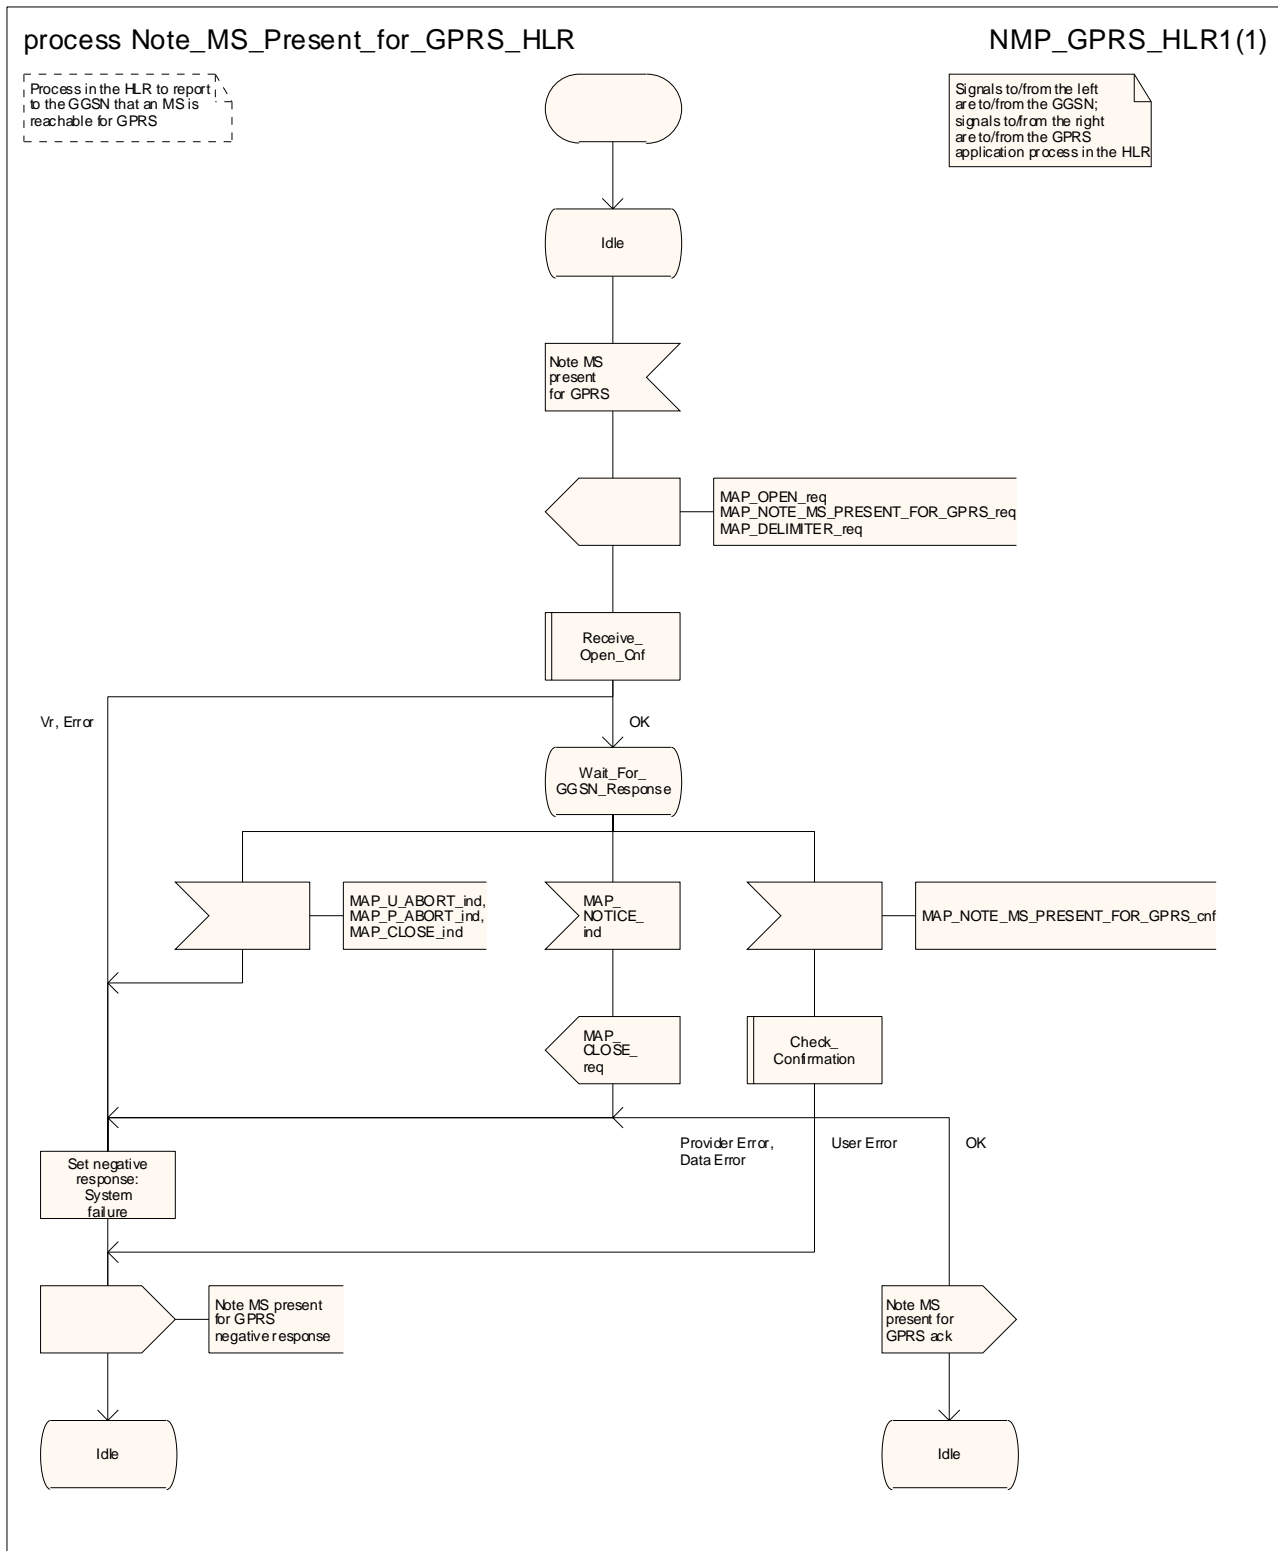 process Note_MS_Present_for_GPRS_HLR
NMP_GPRS_HLR1(1)
Process in the HLR to report
to the GGSN that an MS is
reachable for GPRS
Signals to/from the left
are to/from the GGSN;
signals to/from the right
are to/from the GPRS
application process in the HLR
Idle
Note MS
present
for GPRS
MAP_OPEN_req
MAP_NOTE_MS_PRESENT_FOR_GPRS_req
MAP_DELIMITER_req
Receive_
Open_Cnf
Vr, Error
OK
Wait_For_
GGSN_Response
MAP_U_ABORT_ind,
MAP_P_ABORT_ind,
MAP_CLOSE_ind
MAP_
NOTICE_
ind
MAP_NOTE_MS_PRESENT_FOR_GPRS_cnf
MAP_
CLOSE_
req
Check_
Confirmation
Provider Error,
Data Error
User Error
OK
Set negative
response:
System
failure
Note MS present
for GPRS
negative response
Note MS
present for
GPRS ack
Idle
Idle